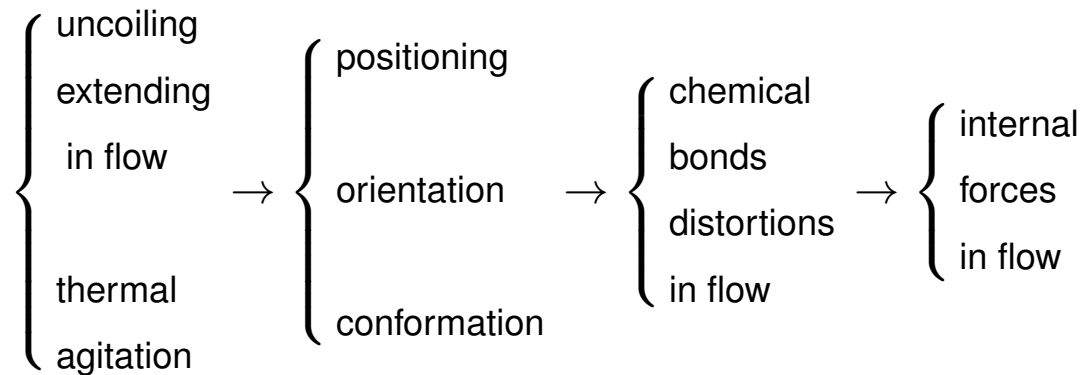 uncoiling
extending
in flow
thermal
agitation
→
positioning
orientation
conformation
→
chemical
bonds
distortions
in flow
→
internal
forces
in flow